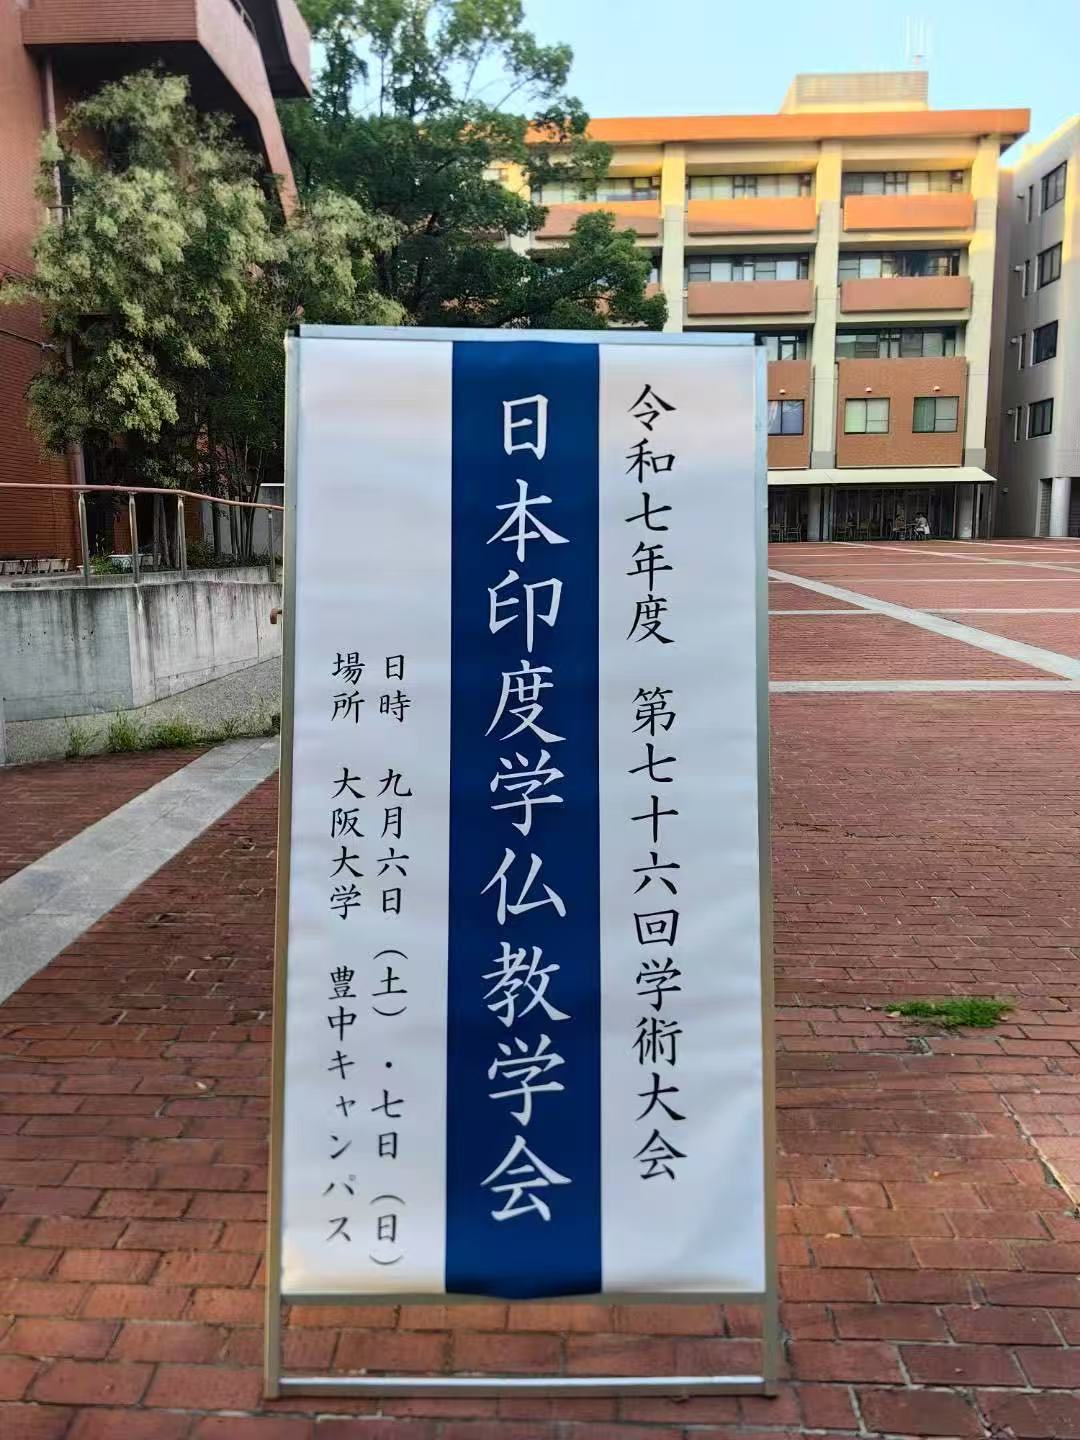 令和七年度　第七十六回学術大会
日本印度学仏教学会
日時　九月六日（土）・七日（日）
場所　大阪大学　豊中キャンパス